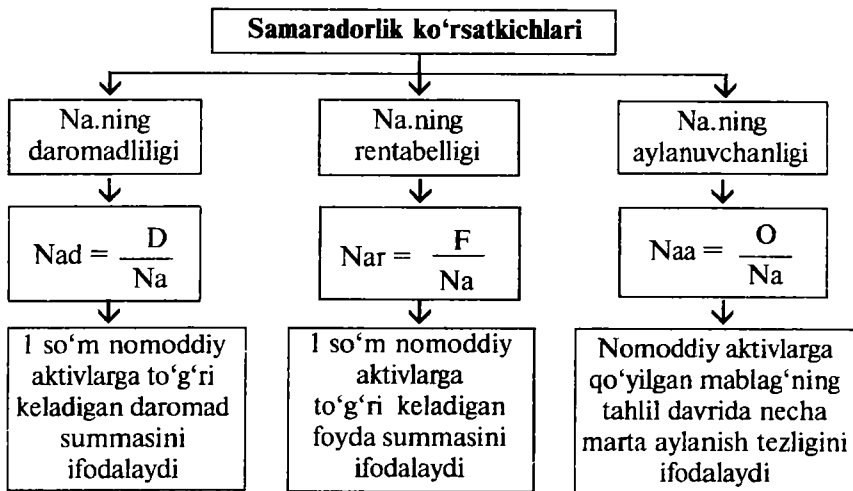 Samaradorlik ko‘rsatkichlari
Na.ning
daromadliligi
Na.ning
rentabelligi
Na.ning
aylanuvchanligi
Nad = D
Na
Nar = F
Na
Naa = O
Na
1 so‘m nomoddiy
aktivlarga to‘g‘ri
keladigan daromad
summasini
ifodalaydi
1 so‘m nomoddiy
aktivlarga
to‘g‘ri keladigan
foyda summasini
ifodalaydi
Nomoddiy aktivlarga
qo‘yilgan mablag‘ning
tahlil davrida necha
marta aylanish tezligini
ifodalaydi